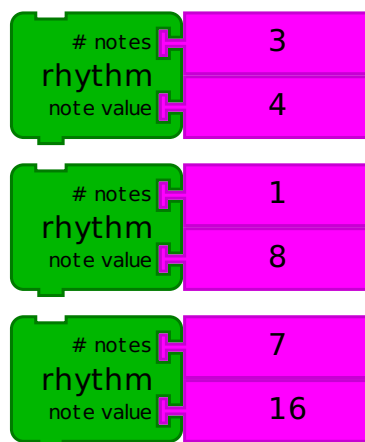 # notes 3
rhythm
note value 4
# notes 1
rhythm
note value 8
# notes 7
rhythm
note value 16